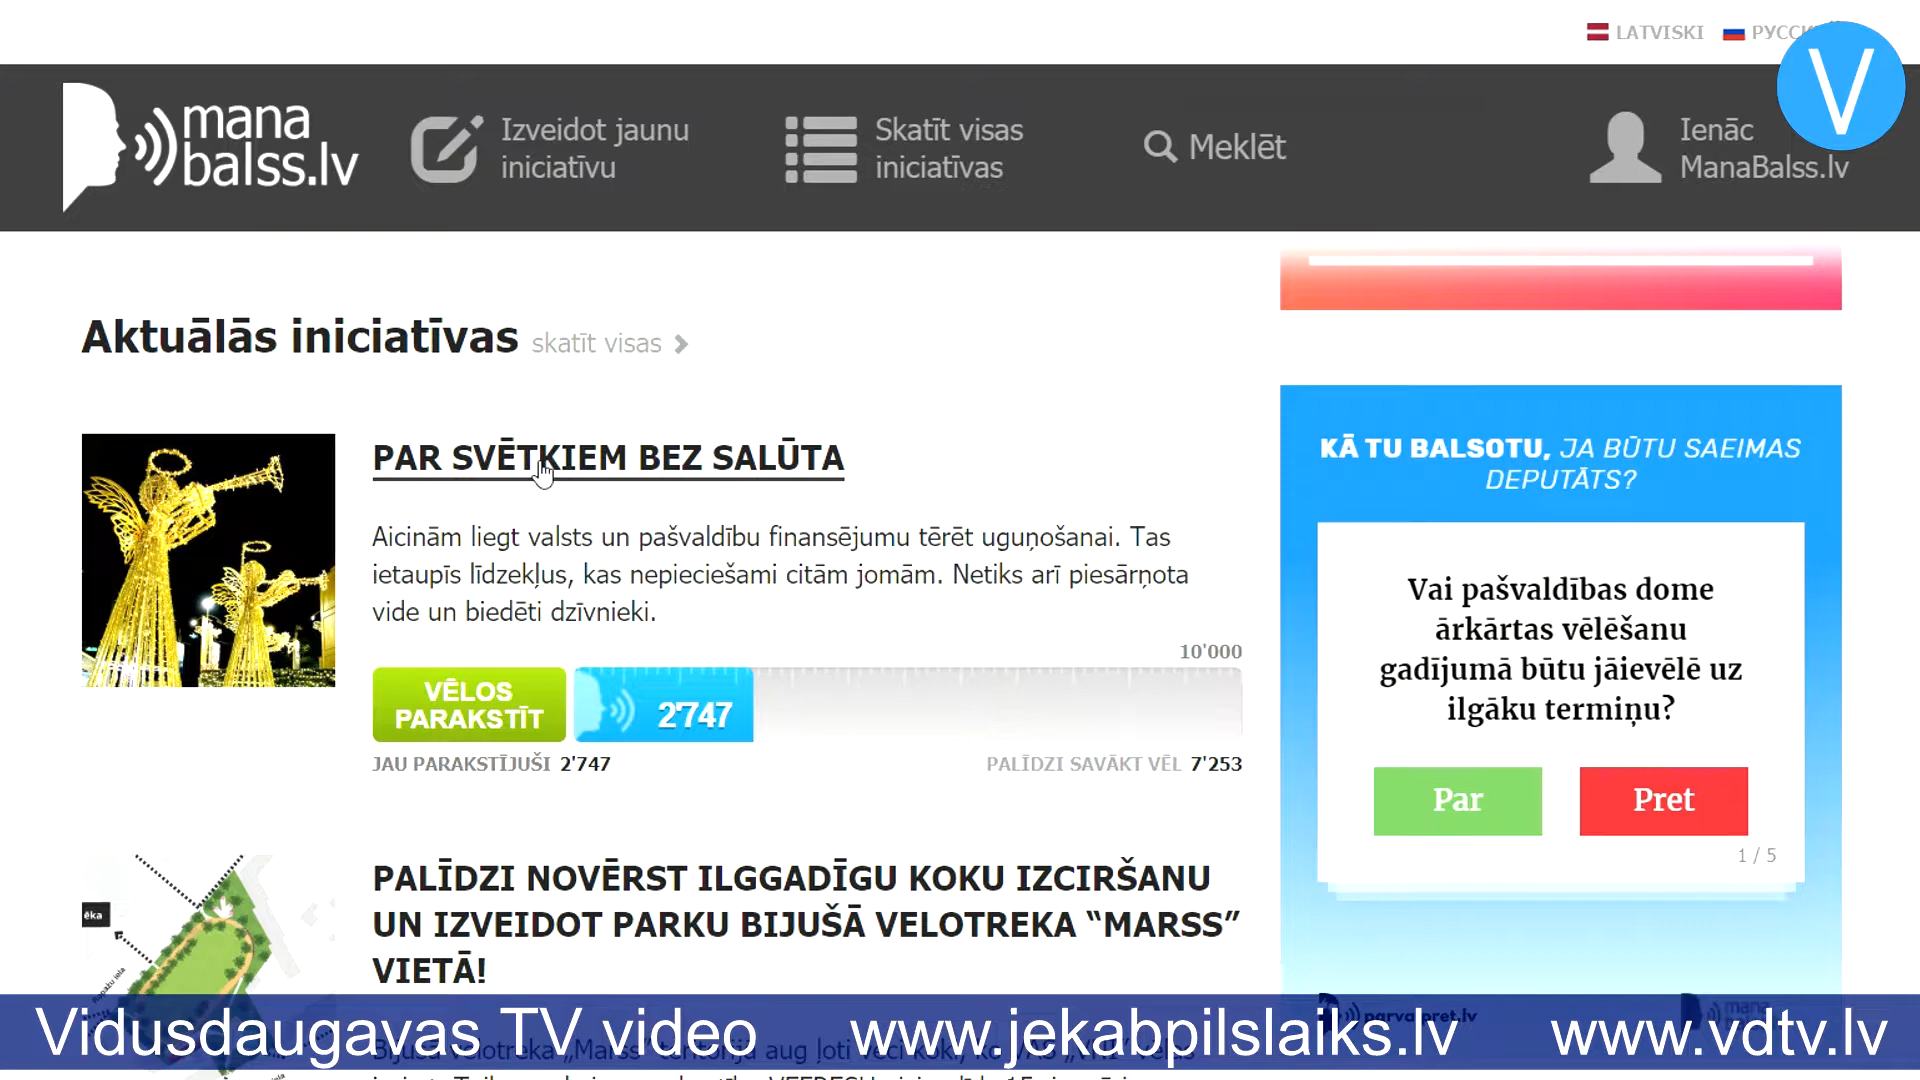 LATVISKI
V
mana
balss.lv
Izveidot jaunu
iniciatīvu
Skatīt visas
iniciatīvas
Meklēt
Ienāc
ManaBalss.lv
Aktuālās iniciatīvas skatīt visas
PAR SVĒTKIEM BEZ SALŪTA
Aicinām liegt valsts un pašvaldību finansējumu tērēt uguņošanai. Tas
ietaupīs līdzekļus, kas nepieciešami citām jomām. Netiks arī piesārņota
vide un biedēti dzīvnieki.
10'000
VĒLOS
PARAKSTĪT
2'747
JAU PARAKSTĪJUŠI 2'747
PALĪDZI SAVĀKT VĒL 7'253
KĀ TU BALSOTU, JA BŪTU SAEIMAS
DEPUTĀTS?
Vai pašvaldības dome
ārkārtas vēlēšanu
gadījumā būtu jāievēlē uz
ilgāku termiņu?
Par
Pret
1 / 5
ēka
PALĪDZI NOVĒRST ILGGADĪGU KOKU IZCIRŠANU
UN IZVEIDOT PARKU BIJUŠĀ VELOTREKA “MARSS”
VIETĀ!
parvaipret.lv
Vidusdaugavas TV video www.jekabpilslaiks.lv www.vdtv.lv